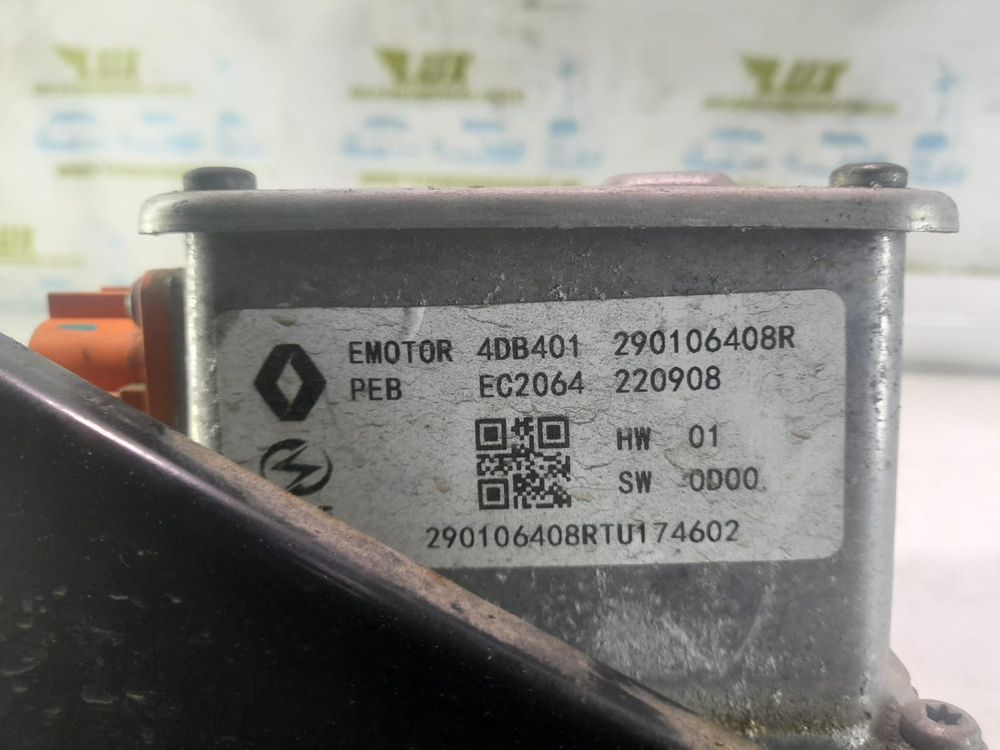 EMOTOR 4DB401 290106408R
PEB EC2064 220908
HW 01
SW 0D00
290106408RTU174602